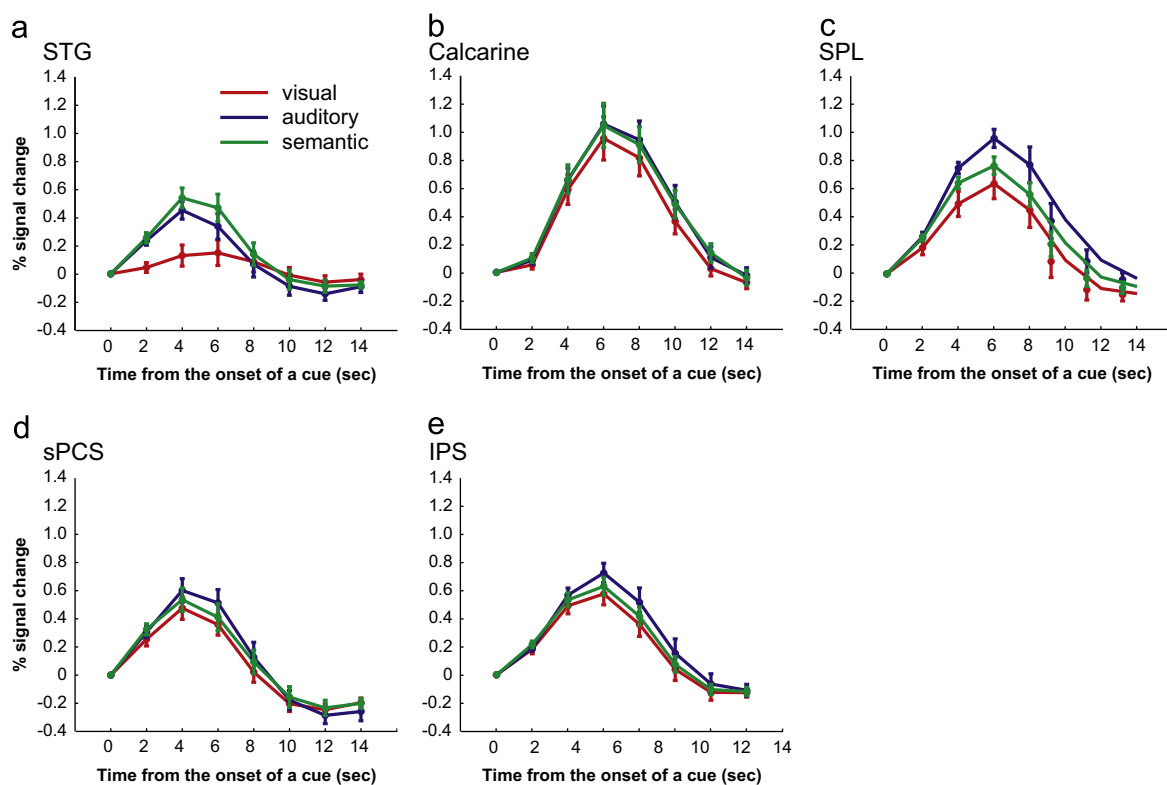 a
STG
1.4
1.2
1.0
0.8
0.6
0.4
0.2
0
-0.2
-0.4
% signal change
visual
auditory
semantic
0 2 4 6 8 10 12 14
Time from the onset of a cue (sec)
b
Calcarine
1.4
1.2
1.0
0.8
0.6
0.4
0.2
0
-0.2
-0.4
0 2 4 6 8 10 12 14
Time from the onset of a cue (sec)
c
SPL
1.4
1.2
1.0
0.8
0.6
0.4
0.2
0
-0.2
-0.4
0 2 4 6 8 10 12 14
Time from the onset of a cue (sec)
d
sPCS
1.4
1.2
1.0
0.8
0.6
0.4
0.2
0
-0.2
-0.4
% signal change
0 2 4 6 8 10 12 14
Time from the onset of a cue (sec)
e
IPS
1.4
1.2
1.0
0.8
0.6
0.4
0.2
0
-0.2
-0.4
0 2 4 6 8 10 12 14
Time from the onset of a cue (sec)